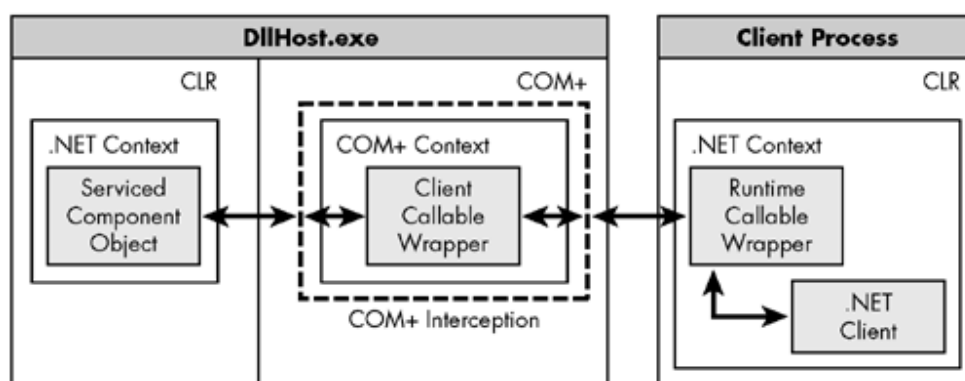 DllHost.exe
Client Process
CLR
COM+
CLR
.NET Context
COM+ Context
.NET Context
Serviced
Component
Object
Client
Callable
Wrapper
Runtime
Callable
Wrapper
COM+ Interception
.NET
Client